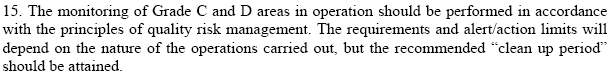 15. The monitoring of Grade C and D areas in operation should be performed in accordance
with the principles of quality risk management. The requirements and alert/action limits will
depend on the nature of the operations carried out, but the recommended “clean up period”
should be attained.